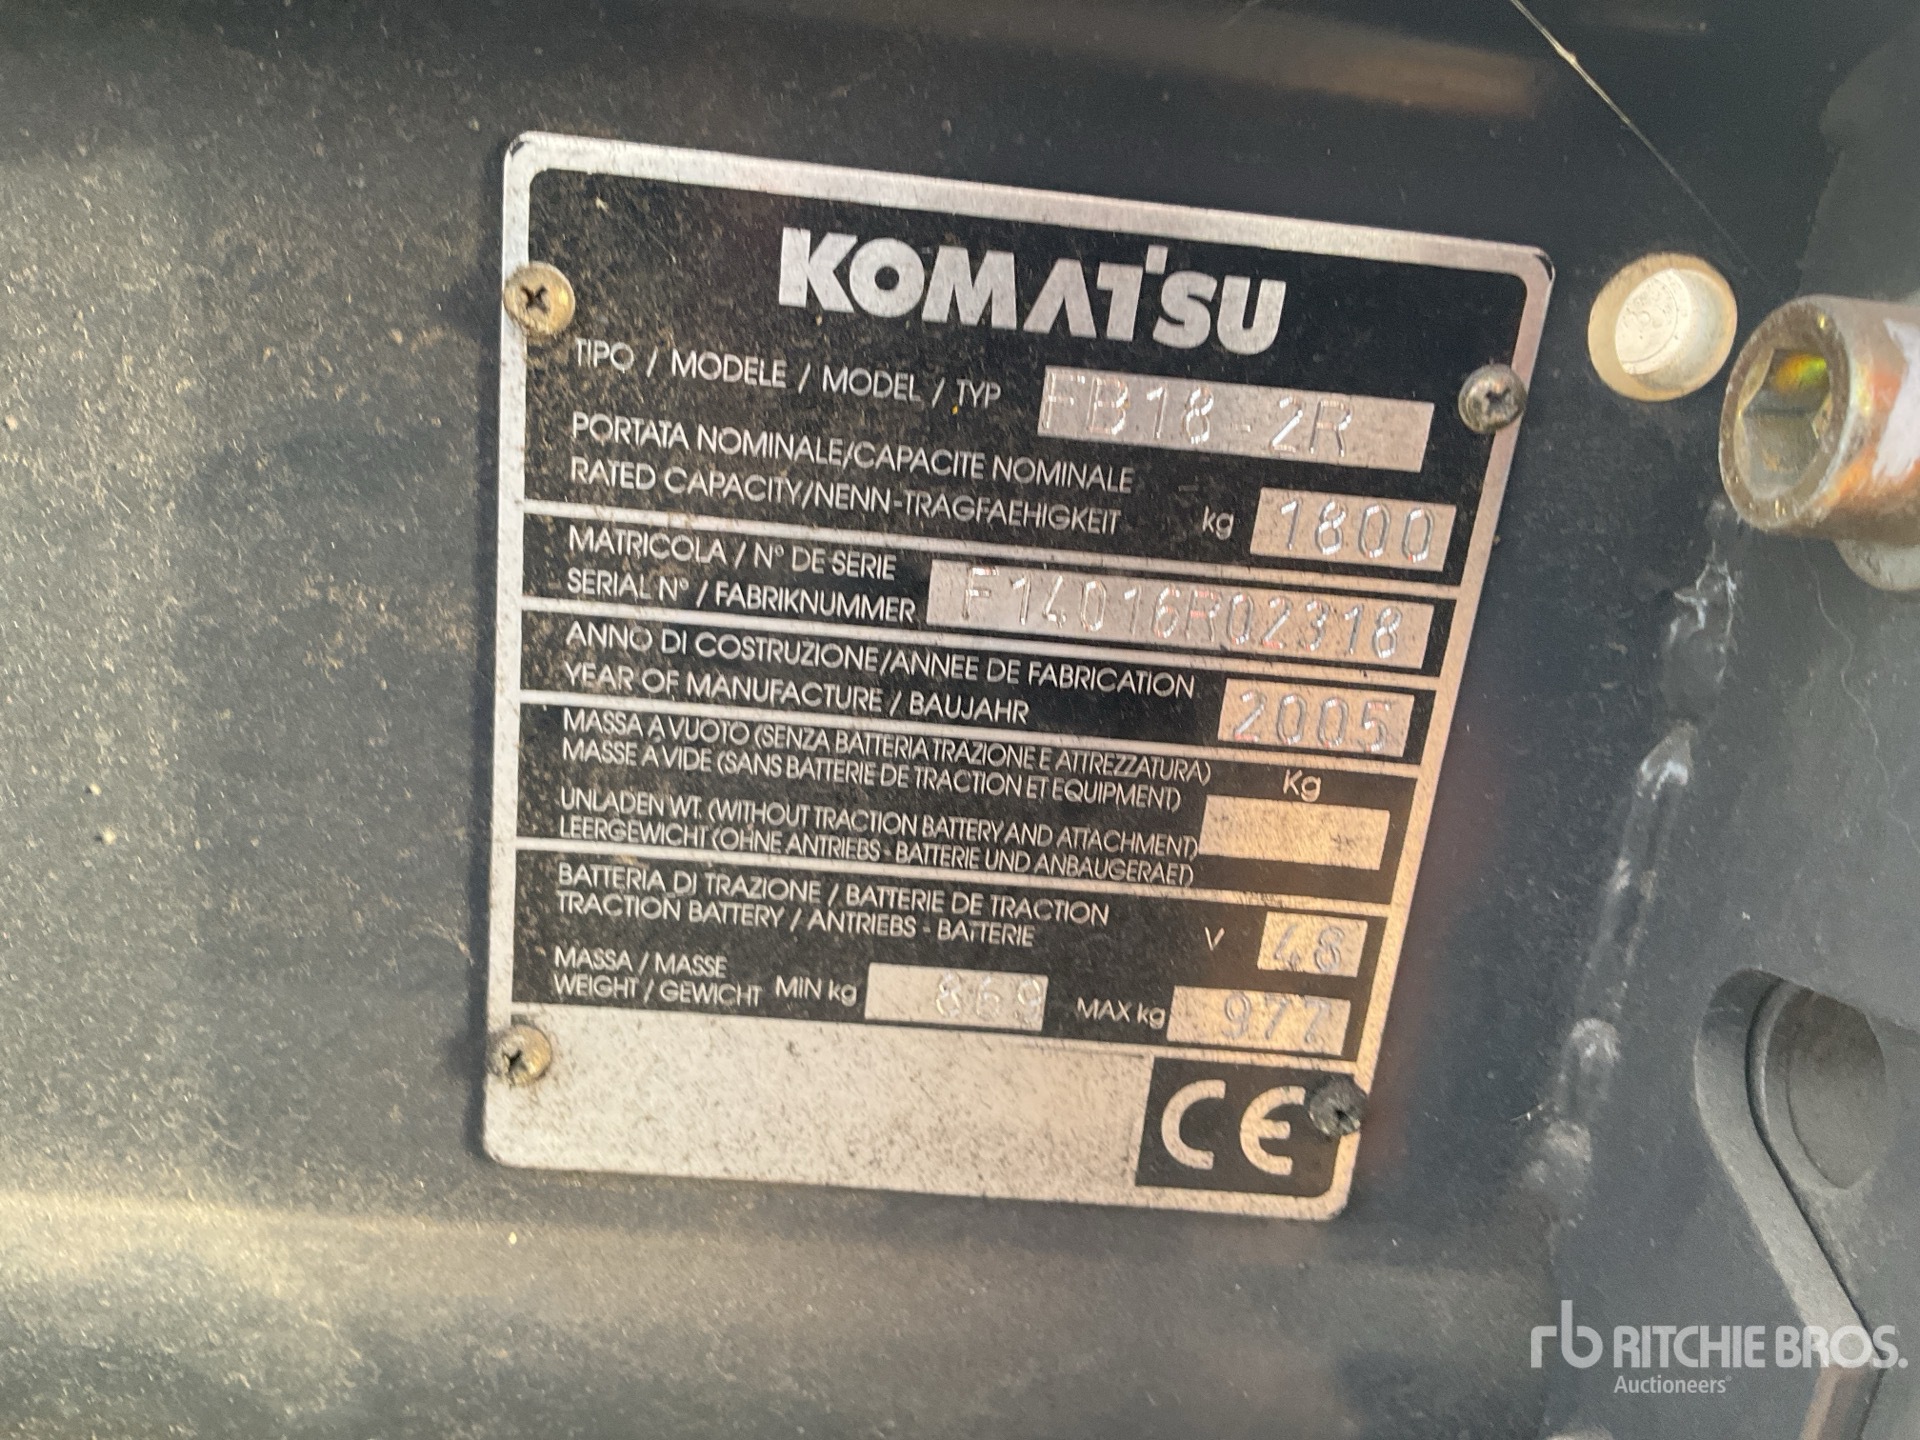 KOMATSU
TIPO / MODELE / MODEL / TYP FB18-2R
PORTATA NOMINALE/CAPACITE NOMINALE
RATED CAPACITY/NENN-TRAGFAEHIGKEIT kg 1800
MATRICOLA / N° DE SERIE
SERIAL N° / FABRIKNUMMER F14016R02318
ANNO DI COSTRUZIONE/ANNEE DE FABRICATION
YEAR OF MANUFACTURE / BAUJAHR 2005
MASSA A VUOTO (SENZA BATTERIA TRAZIONE E ATTREZZATURA)
MASSE A VIDE (SANS BATTERIE DE TRACTION ET EQUIPMENT) Kg
UNLADEN WT. (WITHOUT TRACTION BATTERY AND ATTACHMENT)
LEERGEWICHT (OHNE ANTRIEBS - BATTERIE UND ANBAUGERAET)
BATTERIA DI TRAZIONE / BATTERIE DE TRACTION
TRACTION BATTERY / ANTRIEBS - BATTERIE V 48
MASSA / MASSE
WEIGHT / GEWICHT MIN kg 869 MAX kg 977
CE
rb RITCHIE BROS.
Auctioneers